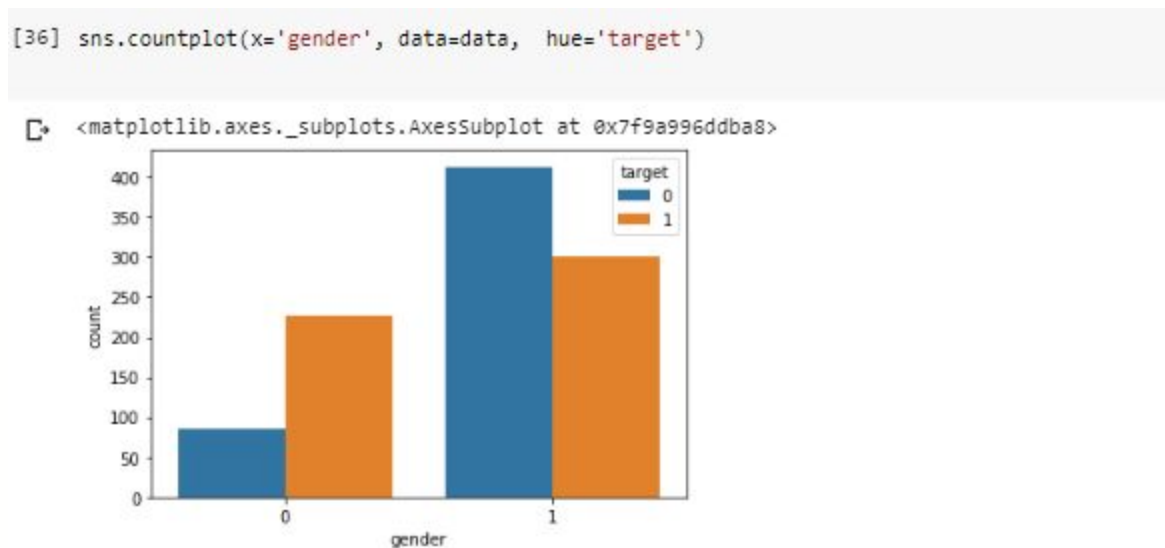 [36] sns.countplot(x='gender', data=data,  hue='target')
<matplotlib.axes._subplots.AxesSubplot at 0x7f9a996ddba8>
target
0
1
400
350
300
250
200
150
100
50
0
count
0 1
gender